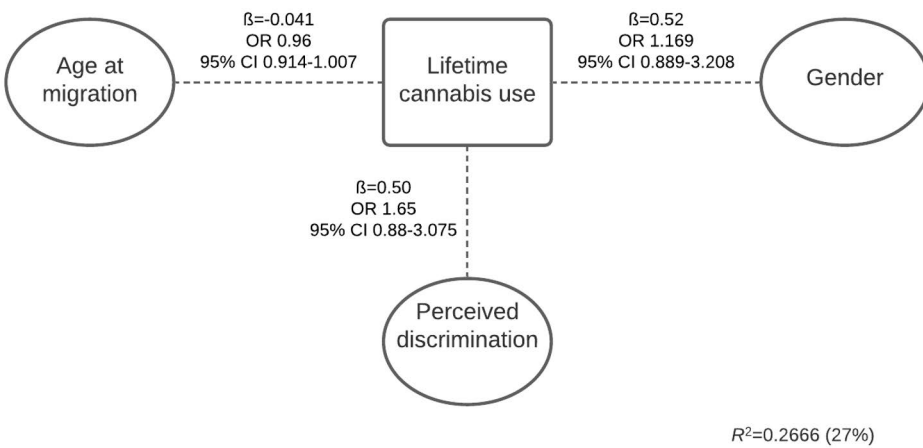 ß=-0.041
OR 0.96
95% CI 0.914-1.007
ß=0.52
OR 1.169
95% CI 0.889-3.208
Age at
migration
Lifetime
cannabis use
Gender
ß=0.50
OR 1.65
95% CI 0.88-3.075
Perceived
discrimination
R²=0.2666 (27%)